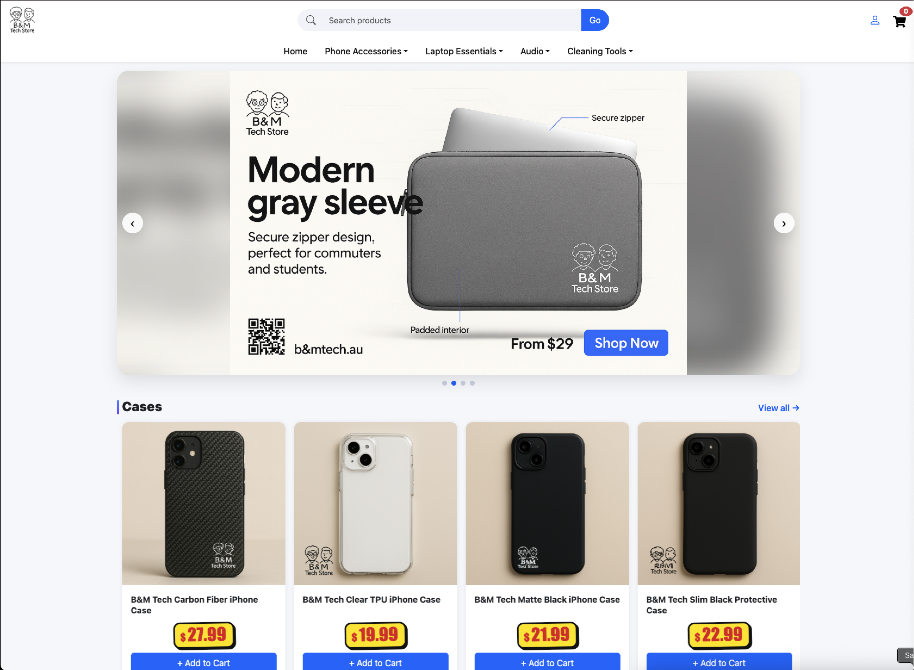 B&M
Tech Store
Search products
Go
0
Home
Phone Accessories
Laptop Essentials
Audio
Cleaning Tools
B&M
Tech Store
Modern
gray sleeve
Secure zipper design,
perfect for commuters
and students.
Secure zipper
B&M
Tech Store
Padded interior
b&mtech.au
From $29
Shop Now
Cases
View all →
B&M
Tech Store
B&M
Tech Store
B&M
Tech Store
B&M
Tech Store
B&M Tech Carbon Fiber iPhone
Case
B&M Tech Clear TPU iPhone Case
B&M Tech Matte Black iPhone Case
B&M Tech Slim Black Protective
Case
$27.99
$19.99
$21.99
$22.99
+ Add to Cart
+ Add to Cart
+ Add to Cart
+ Add to Cart